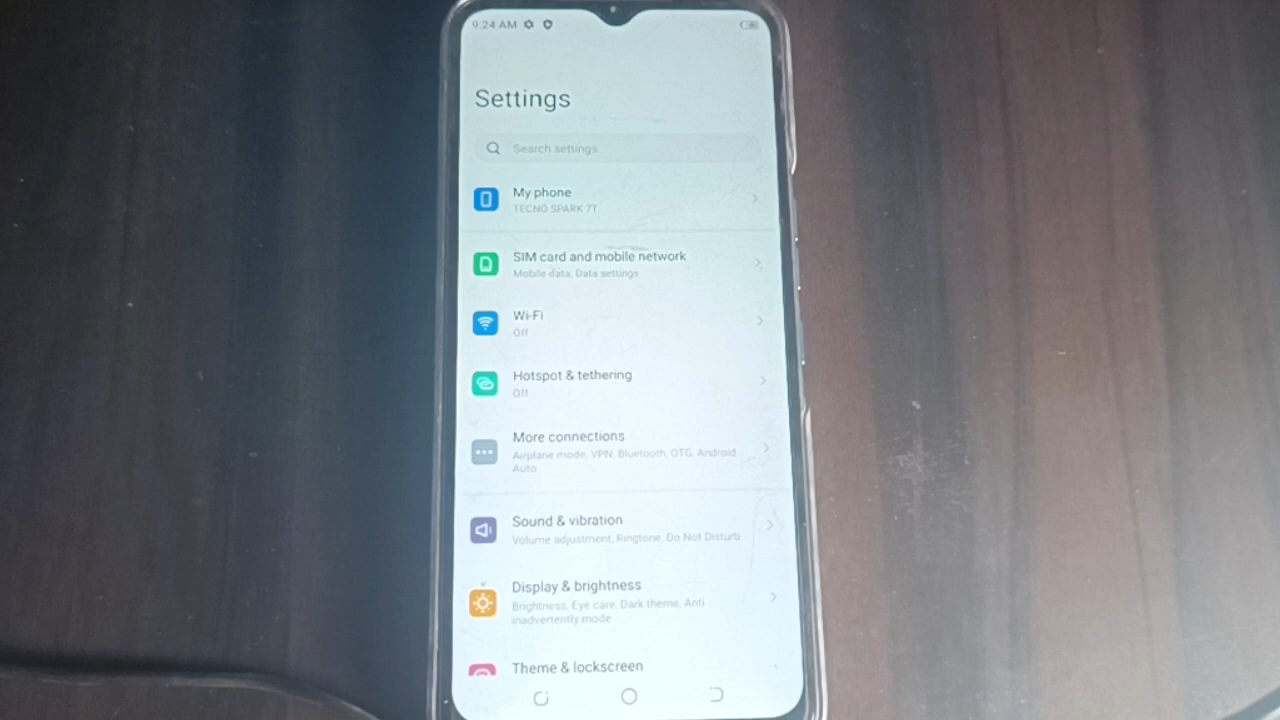 9:24 AM
Settings
Search settings
My phone
TECNO SPARK 7T
SIM card and mobile network
Mobile data, Data settings
Wi-Fi
Off
Hotspot & tethering
Off
More connections
Airplane mode, VPN, Bluetooth, OTG, Android
Auto
Sound & vibration
Volume adjustment, Ringtone, Do Not Disturb
Display & brightness
Brightness, Eye care, Dark theme, Anti
inadvertently mode
Theme & lockscreen